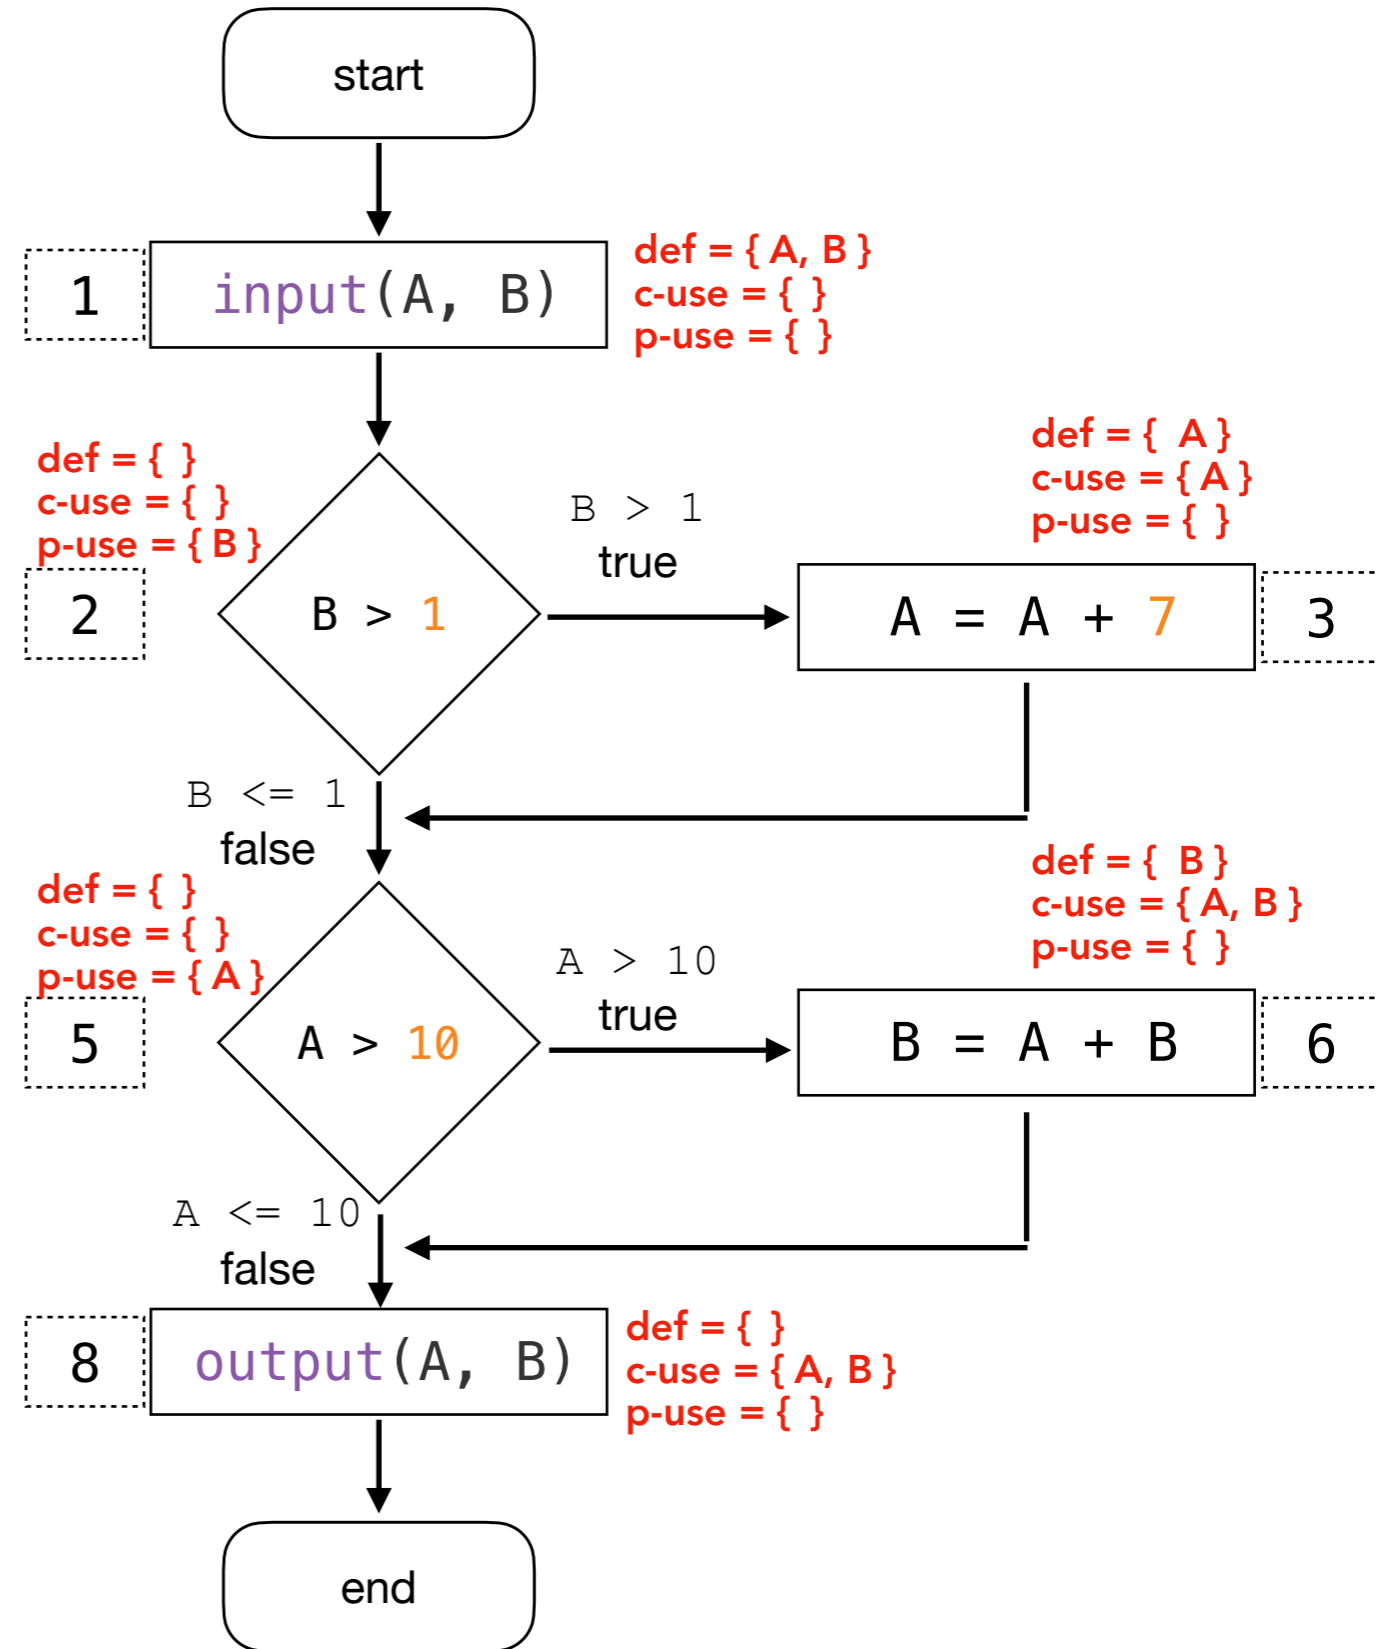 start
1
input(A, B)
def = { A, B }
c-use = { }
p-use = { }
def = { }
c-use = { }
p-use = { B }
2
B > 1
B > 1
true
def = { A }
c-use = { A }
p-use = { }
A = A + 7
3
B <= 1
false
def = { }
c-use = { }
p-use = { A }
5
A > 10
A > 10
true
def = { B }
c-use = { A, B }
p-use = { }
B = A + B
6
A <= 10
false
8
output(A, B)
def = { }
c-use = { A, B }
p-use = { }
end